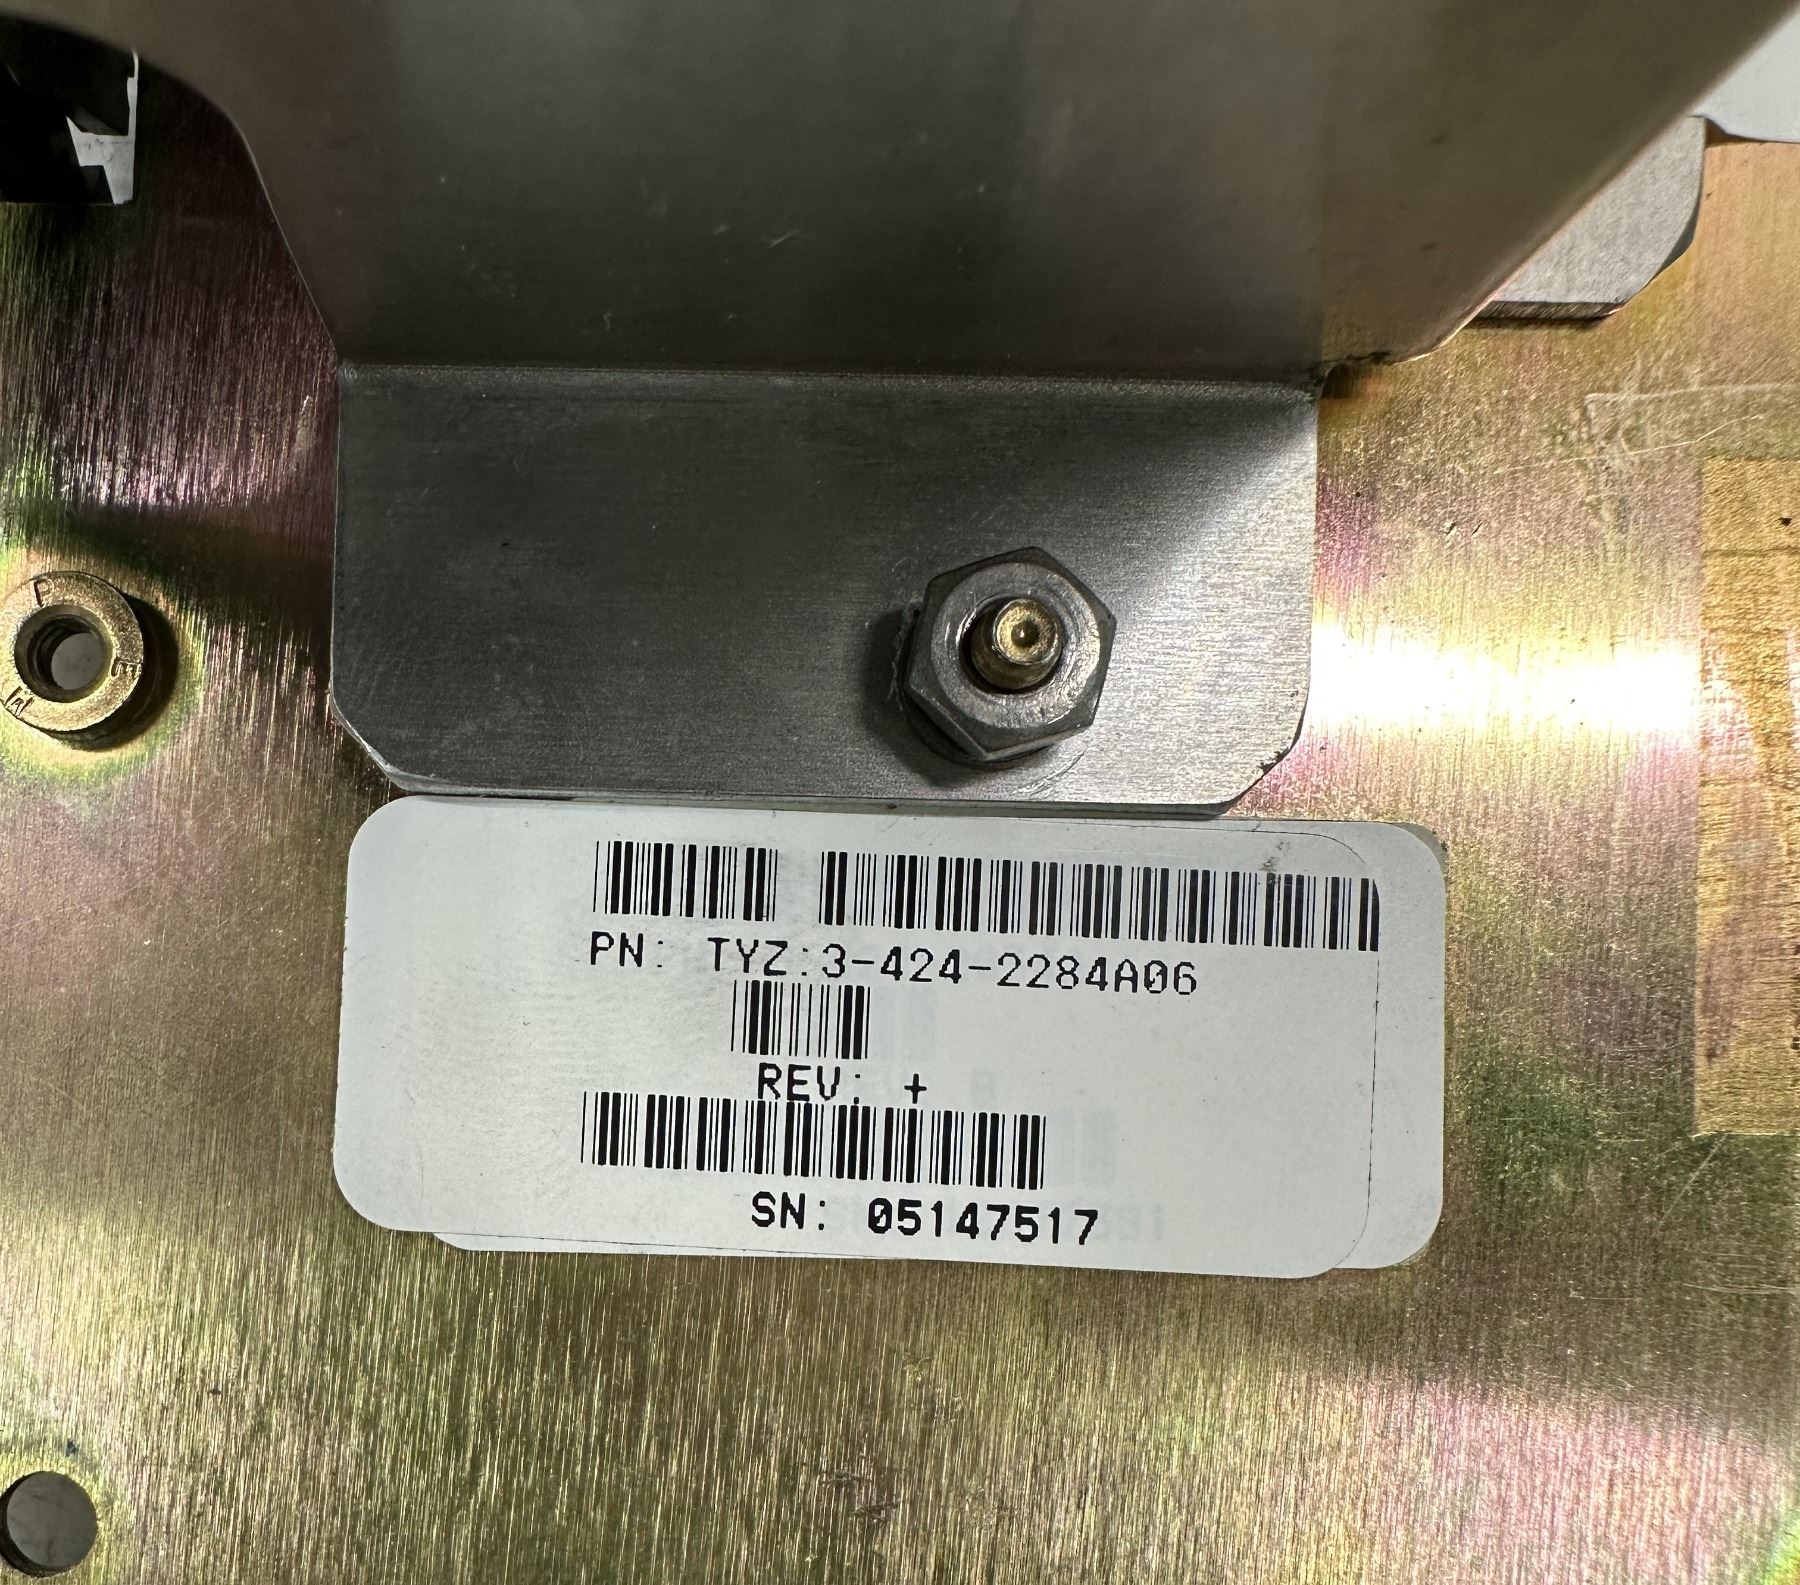 PN: TYZ:3-424-2284A06
REV: +
SN: 05147517